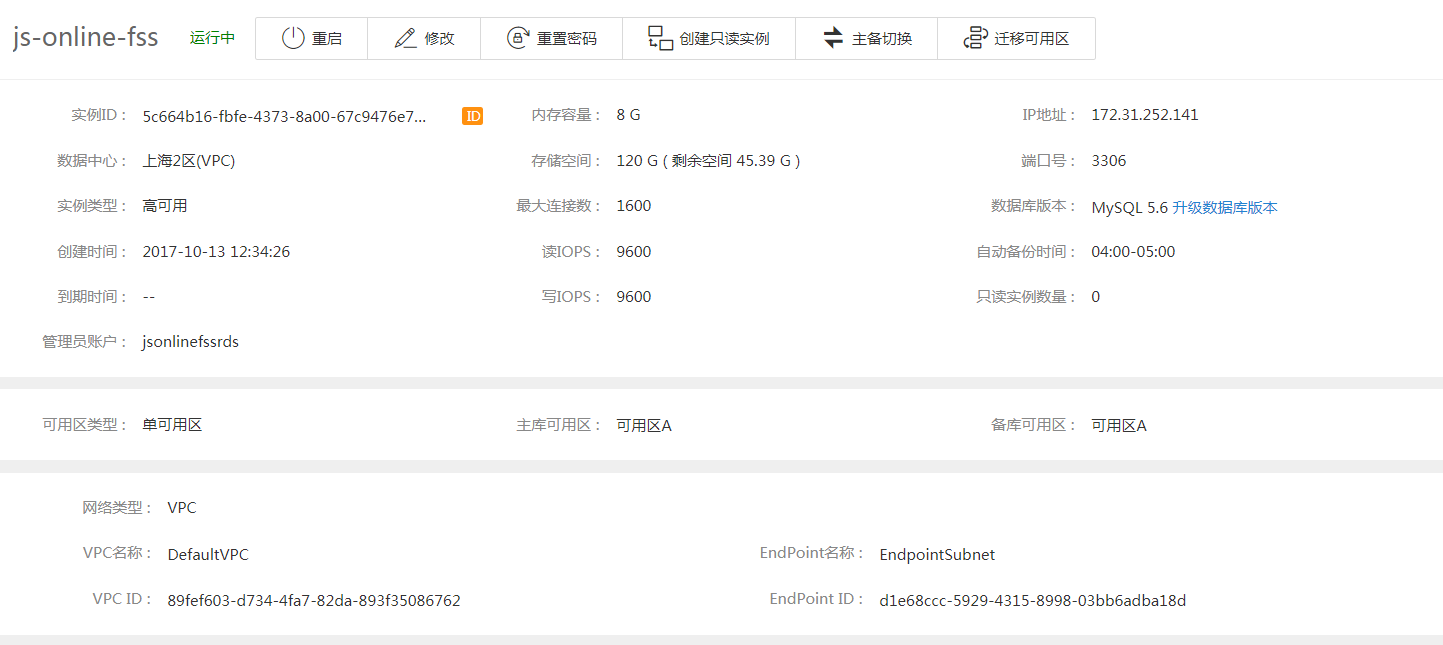 js-online-fss 运行中 重启 修改 重置密码 创建只读实例 主备切换 迁移可用区
实例ID： 5c664b16-fbfe-4373-8a00-67c9476e7... ID 内存容量： 8 G IP地址： 172.31.252.141
数据中心： 上海2区(VPC) 存储空间： 120 G ( 剩余空间 45.39 G ) 端口号： 3306
实例类型： 高可用 最大连接数： 1600 数据库版本： MySQL 5.6 升级数据库版本
创建时间： 2017-10-13 12:34:26 读IOPS： 9600 自动备份时间： 04:00-05:00
到期时间： -- 写IOPS： 9600 只读实例数量： 0
管理员账户： jsonlinefssrds
可用区类型： 单可用区 主库可用区： 可用区A 备库可用区： 可用区A
网络类型： VPC
VPC名称： DefaultVPC EndPoint名称： EndpointSubnet
VPC ID： 89fef603-d734-4fa7-82da-893f35086762 EndPoint ID： d1e68ccc-5929-4315-8998-03bb6adba18d